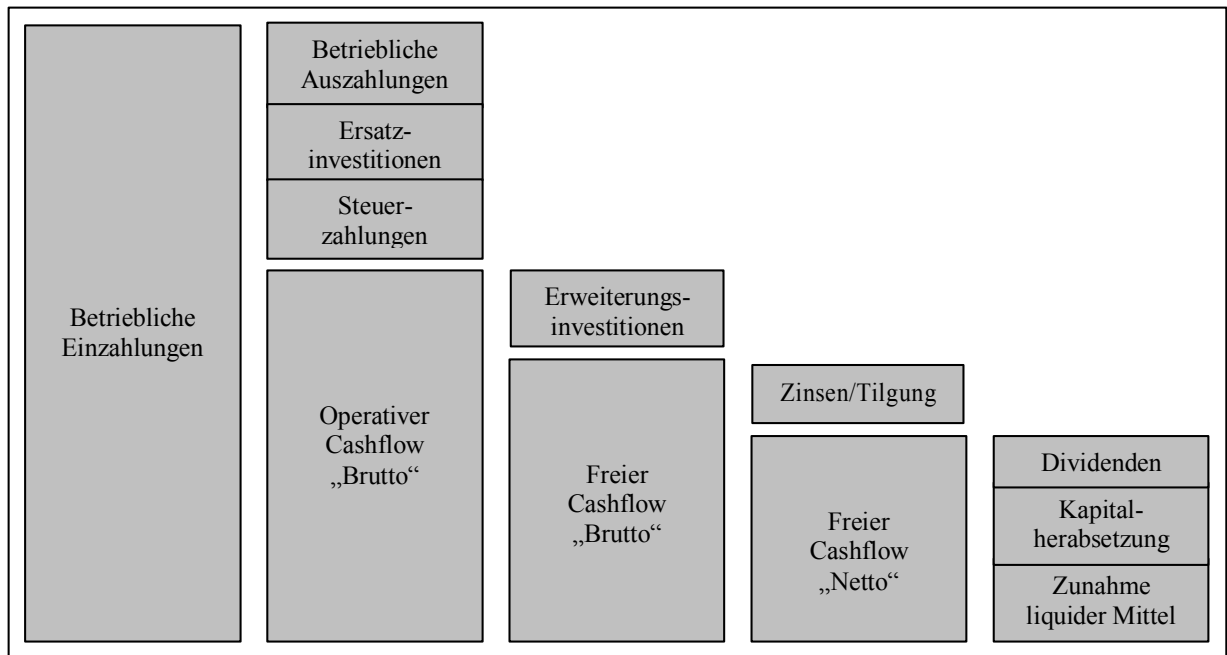 Betriebliche
Einzahlungen
Betriebliche
Auszahlungen
Ersatz-
investitionen
Steuer-
zahlungen
Operativer
Cashflow
„Brutto“
Erweiterungs-
investitionen
Freier
Cashflow
„Brutto“
Zinsen/Tilgung
Freier
Cashflow
„Netto“
Dividenden
Kapital-
herabsetzung
Zunahme
liquider Mittel